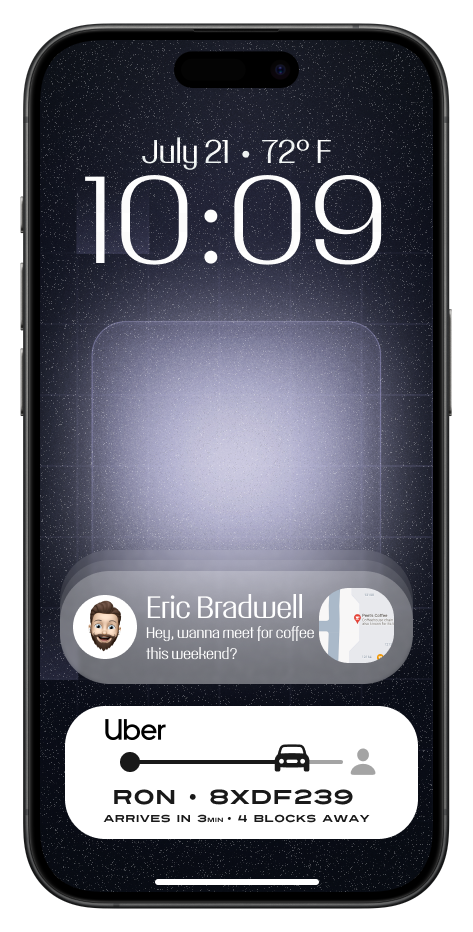 July 21 • 72° F
10:09
Eric Bradwell
Hey, wanna meet for coffee
this weekend?
Peet's Coffee
Uber
RON • 8XDF239
ARRIVES IN 3MIN • 4 BLOCKS AWAY